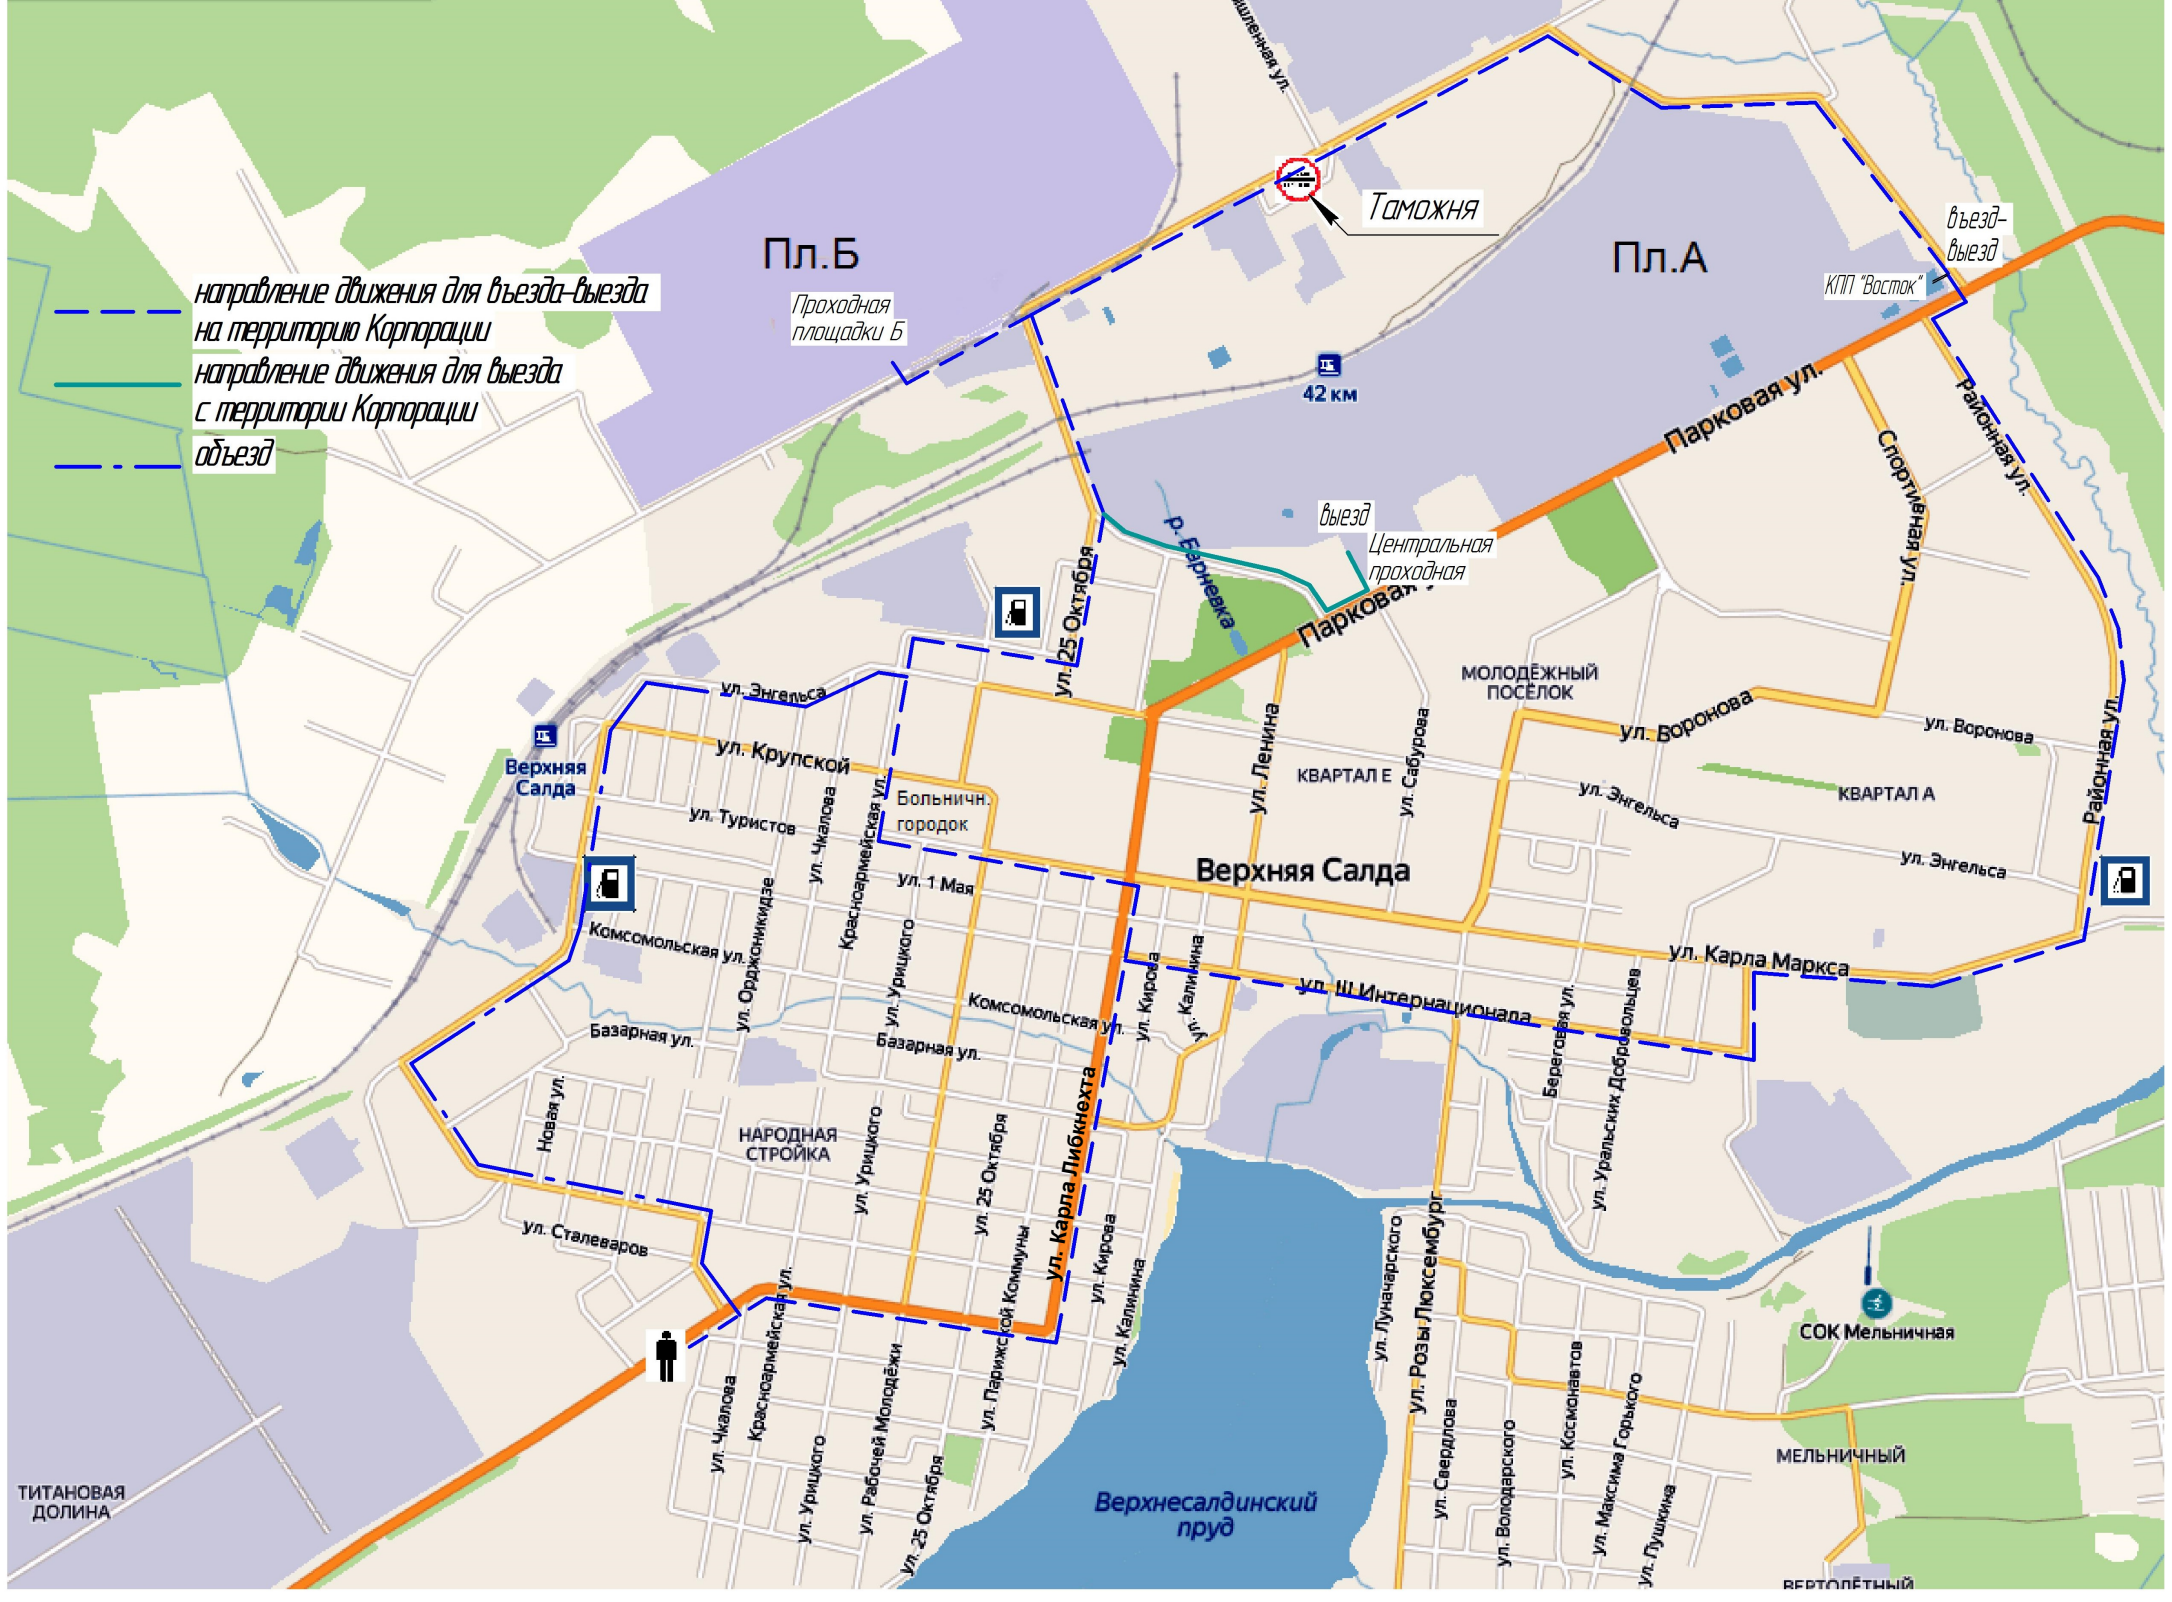 шленная ул.
Таможня
въезд-
выезд
Пл.Б
Пл.А
КПП "Восток"
направление движения для въезда-выезда
на территорию Корпорации
направление движения для выезда
с территории Корпорации
объезд
Проходная
площадки Б
42 км
Парковая ул.
Районная ул.
Спортивная ул.
выезд
Центральная
проходная
р. Барневка
Парковая
ул. 25 Октября
МОЛОДЁЖНЫЙ
ПОСЁЛОК
ул. Энгельса
ул. Воронова
ул. Воронова
Районная ул.
ул. Крупской
Верхняя
Салда
ул. Ленина
КВАРТАЛ Е
ул. Сабурова
ул. Энгельса
КВАРТАЛ А
Больничн.
городок
ул. Туристов
ул. Чкалова
Красноармейская ул.
ул. 1 Мая
Верхняя Салда
ул. Энгельса
Комсомольская ул.
ул. Орджоникидзе
ул. Урицкого
ул. Карла Маркса
ул. Кирова
ул. Калинина
ул. III Интернационала
Комсомольская ул.
Базарная ул.
Базарная ул.
Береговая ул.
ул. Уральских Добровольцев
Новая ул.
НАРОДНАЯ
СТРОЙКА
ул. Урицкого
ул. 25 Октября
ул. Карла Либкнехта
ул. Сталеваров
ул. Кирова
ул. Калинина
ул. Парижской Коммуны
ул. Луначарского
ул. Розы Люксембург
СОК Мельничная
ул. Чкалова
Красноармейская ул.
ул. Урицкого
ул. Рабочей Молодёжи
ул. 25 Октября
ул. Свердлова
ул. Володарского
ул. Космонавтов
ул. Максима Горького
ул. Пушкина
МЕЛЬНИЧНЫЙ
ТИТАНОВАЯ
ДОЛИНА
Верхнесалдинский
пруд
ВЕРТОЛЁТНЫЙ